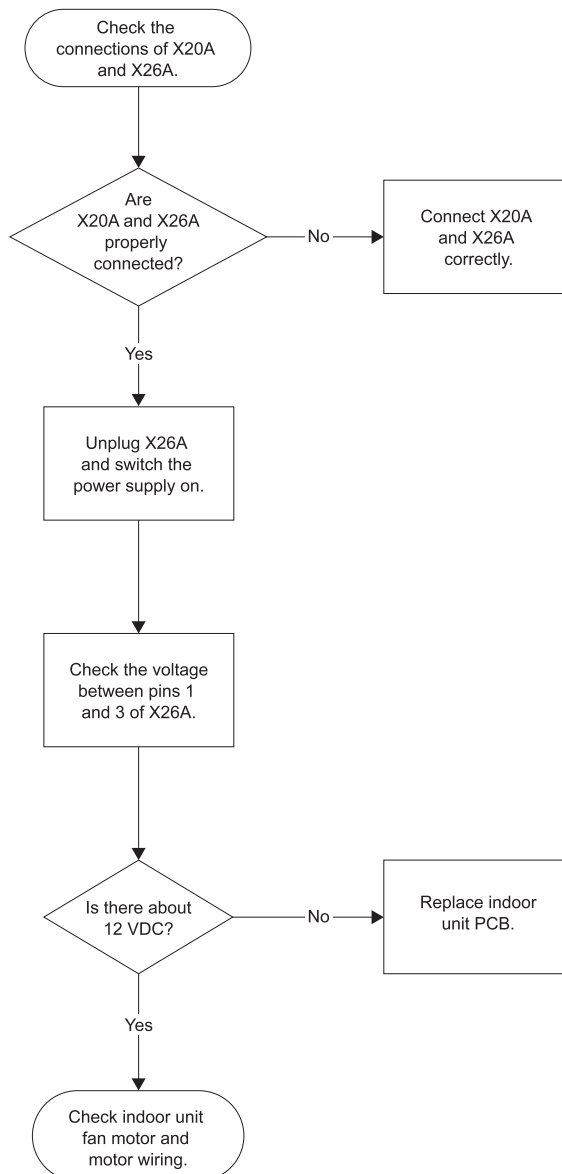 Check the
connections of X20A
and X26A.
Are
X20A and X26A
properly
connected?
No
Connect X20A
and X26A
correctly.
Yes
Unplug X26A
and switch the
power supply on.
Check the voltage
between pins 1
and 3 of X26A.
Is there about
12 VDC?
No
Replace indoor
unit PCB.
Yes
Check indoor unit
fan motor and
motor wiring.